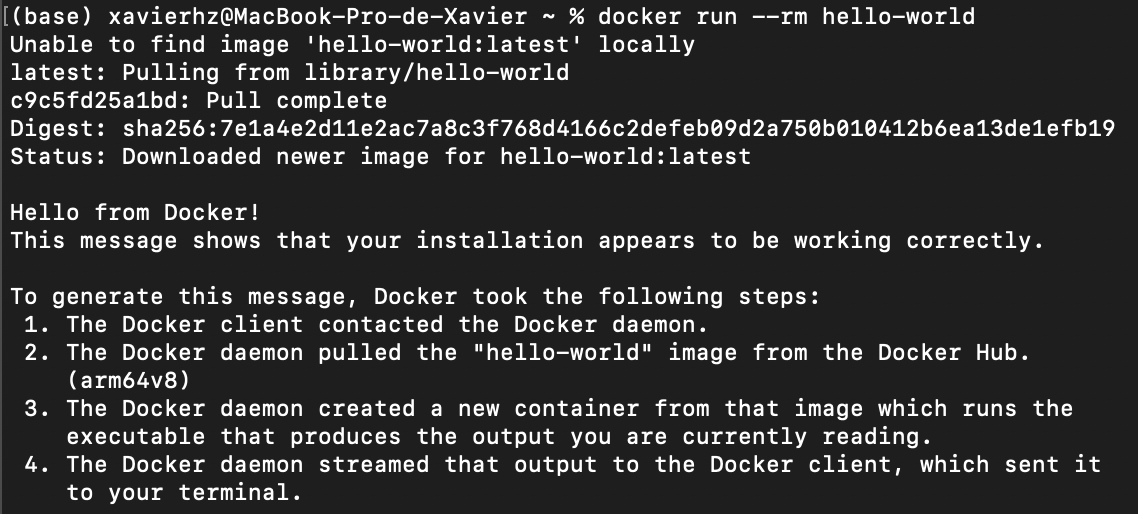 [(base) xavierhz@MacBook-Pro-de-Xavier ~ % docker run --rm hello-world
Unable to find image 'hello-world:latest' locally
latest: Pulling from library/hello-world
c9c5fd25a1bd: Pull complete
Digest: sha256:7e1a4e2d11e2ac7a8c3f768d4166c2defeb09d2a750b010412b6ea13de1efb19
Status: Downloaded newer image for hello-world:latest

Hello from Docker!
This message shows that your installation appears to be working correctly.

To generate this message, Docker took the following steps:
 1. The Docker client contacted the Docker daemon.
 2. The Docker daemon pulled the "hello-world" image from the Docker Hub.
    (arm64v8)
 3. The Docker daemon created a new container from that image which runs the
    executable that produces the output you are currently reading.
 4. The Docker daemon streamed that output to the Docker client, which sent it
    to your terminal.